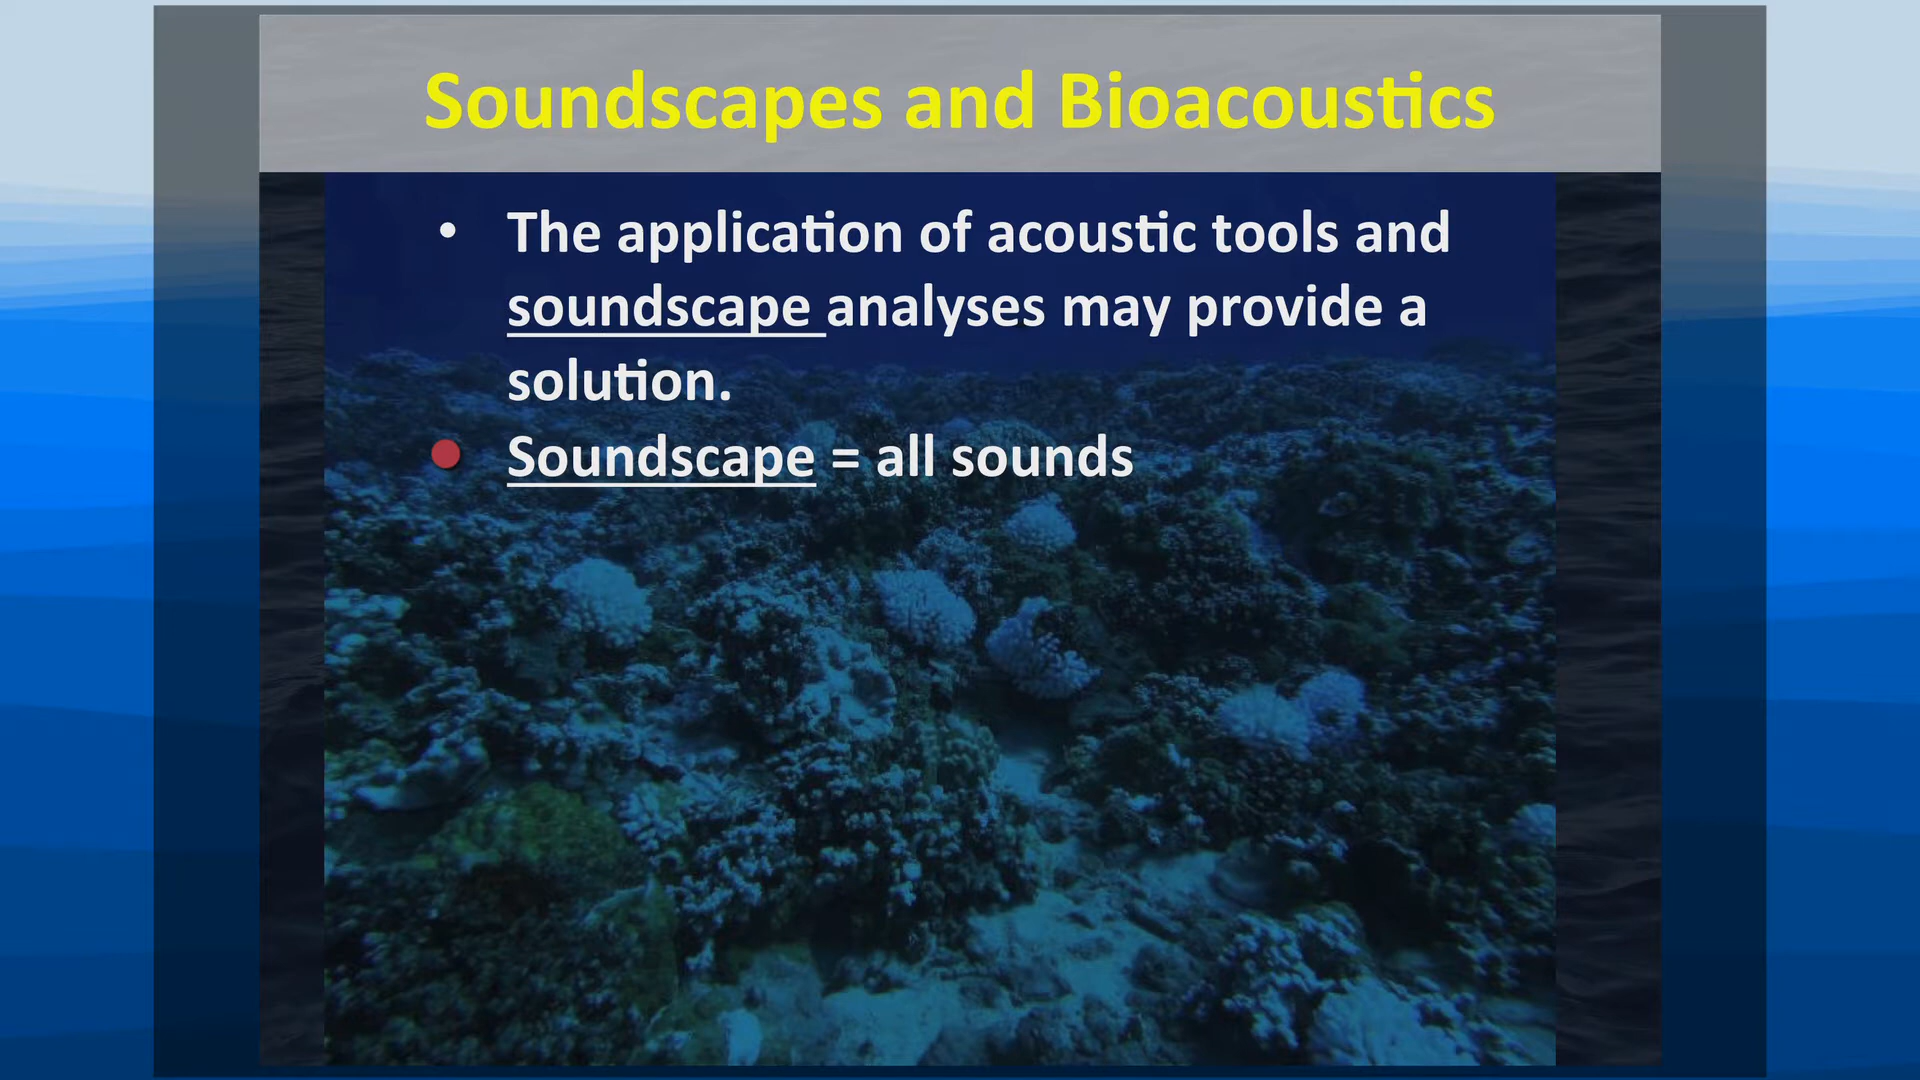 Soundscapes and Bioacoustics
• The application of acoustic tools and
soundscape analyses may provide a
solution.
• Soundscape = all sounds